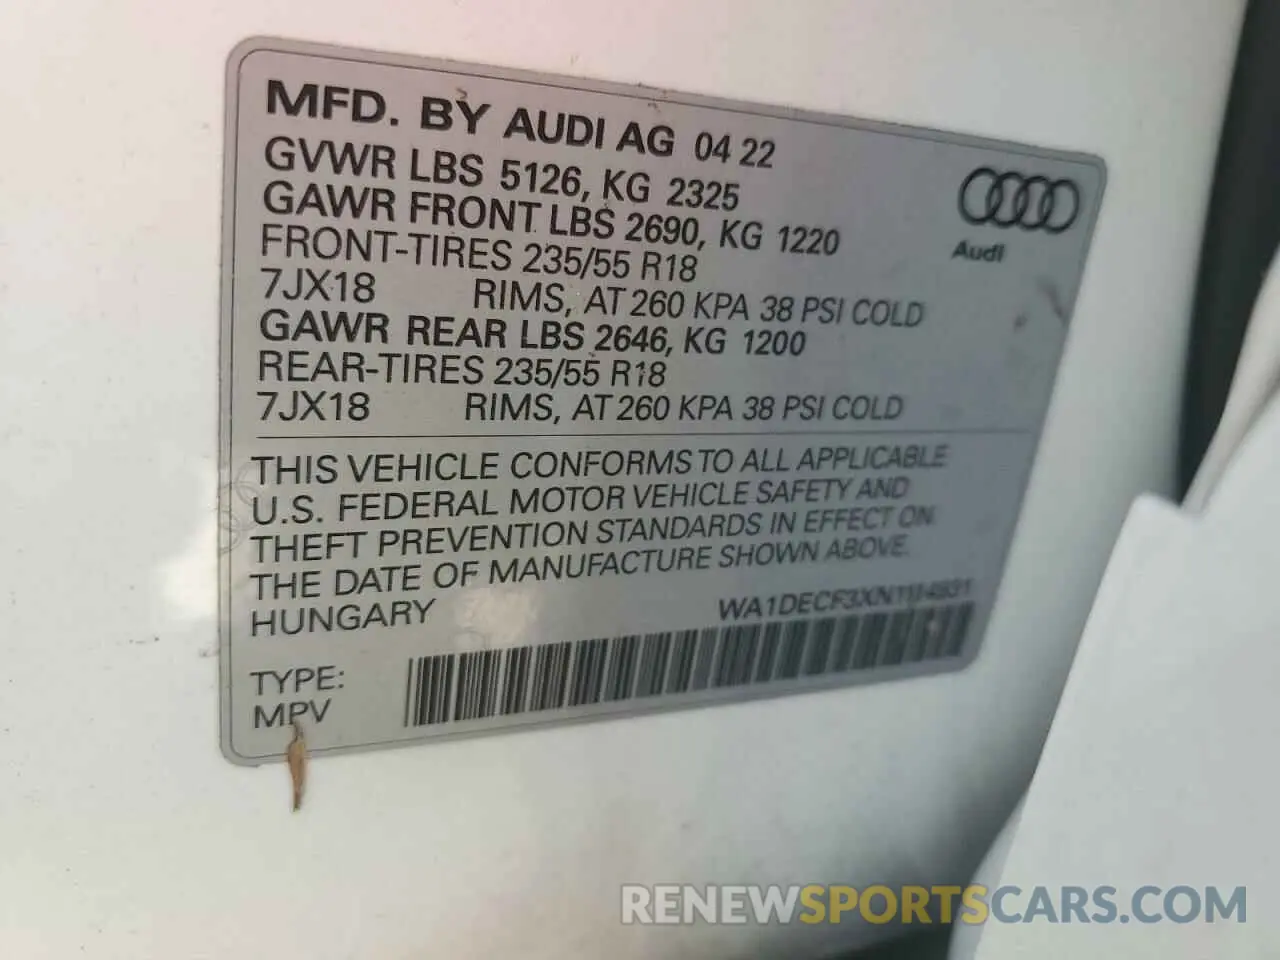 MFD. BY AUDI AG 04 22
GVWR LBS 5126, KG 2325
GAWR FRONT LBS 2690, KG 1220
FRONT-TIRES 235/55 R18
7JX18 RIMS, AT 260 KPA 38 PSI COLD
GAWR REAR LBS 2646, KG 1200
REAR-TIRES 235/55 R18
7JX18 RIMS, AT 260 KPA 38 PSI COLD
Audi
THIS VEHICLE CONFORMS TO ALL APPLICABLE
U.S. FEDERAL MOTOR VEHICLE SAFETY AND
THEFT PREVENTION STANDARDS IN EFFECT ON
THE DATE OF MANUFACTURE SHOWN ABOVE.
HUNGARY
TYPE:
MPV
RENEWSPORTSCARS.COM